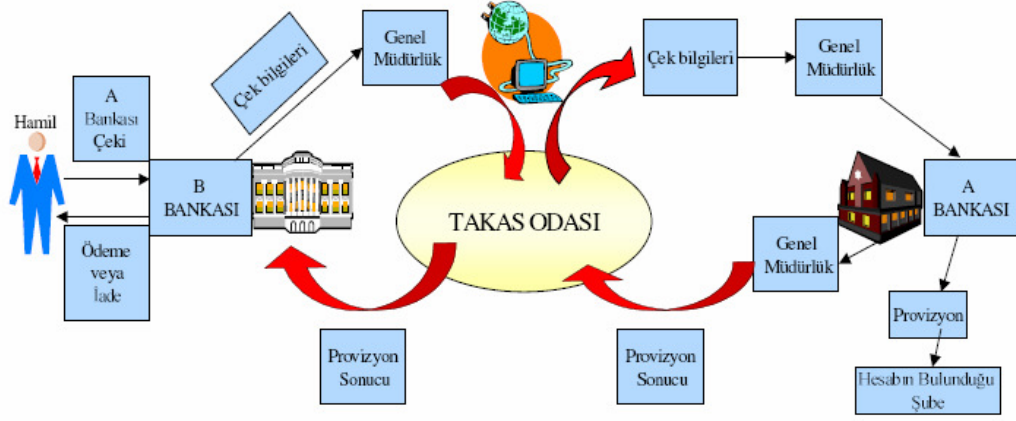 Hamil
A
Bankası
Çeki
B
BANKASI
Ödeme
veya
İade
Çek bilgileri
Genel
Müdürlük
TAKAS ODASI
Çek bilgileri
Genel
Müdürlük
A
BANKASI
Genel
Müdürlük
Provizyon
Hesabın Bulunduğu
Şube
Provizyon
Sonucu
Provizyon
Sonucu